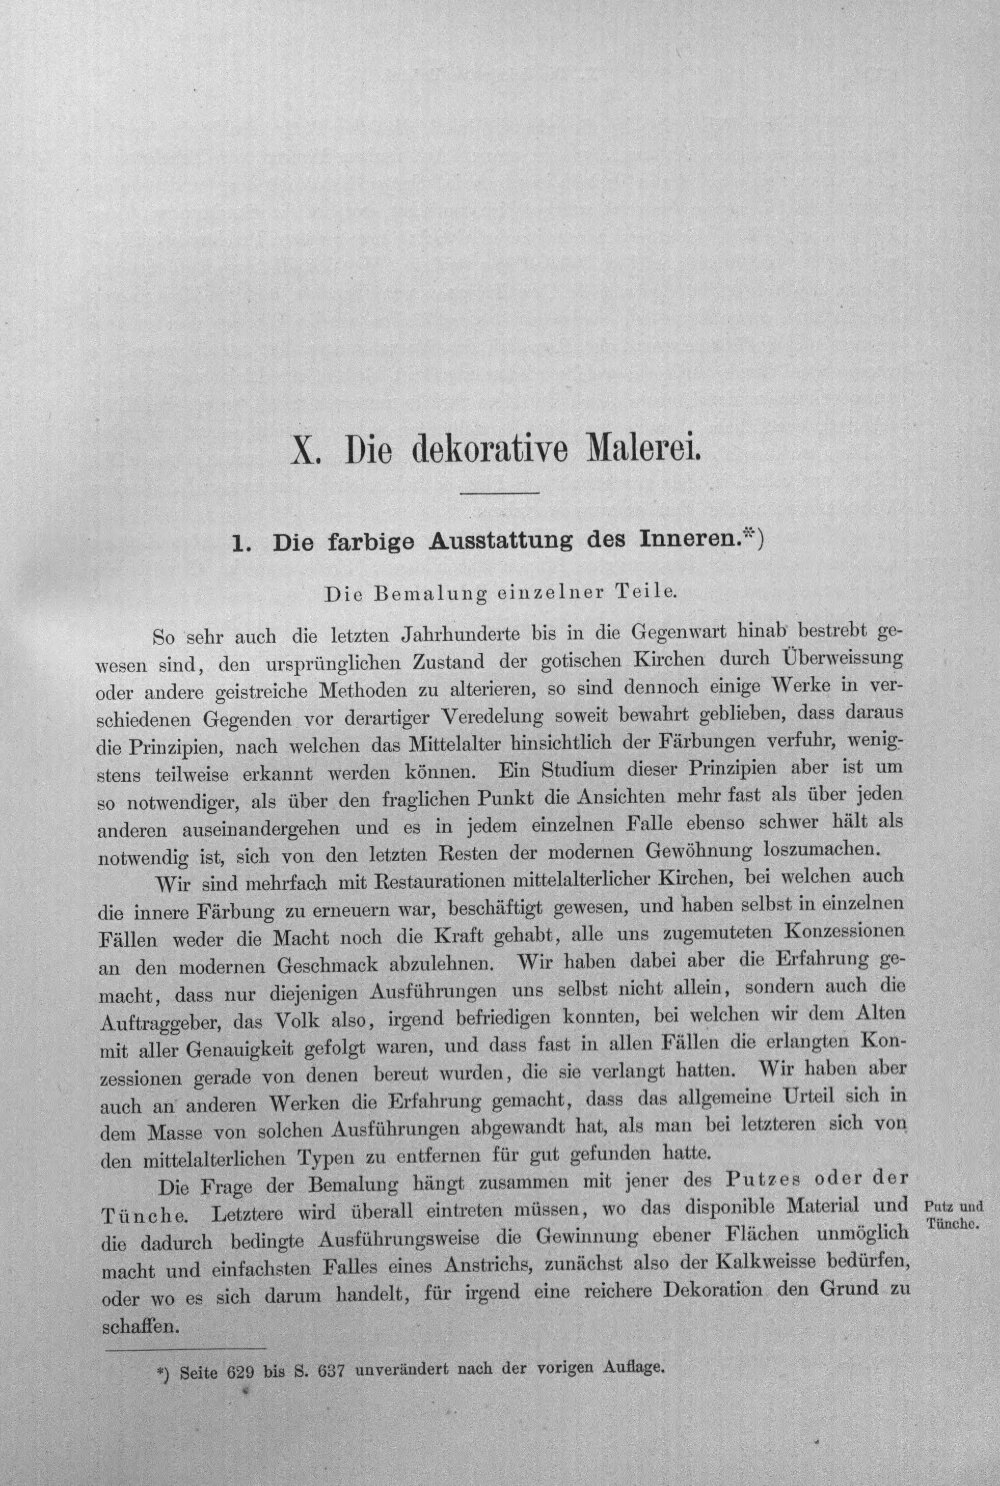 X. Die dekorative Malerei.
1. Die farbige Ausstattung des Inneren.*)
Die Bemalung einzelner Teile.
So sehr auch die letzten Jahrhunderte bis in die Gegenwart hinab bestrebt ge-
wesen sind, den ursprünglichen Zustand der gotischen Kirchen durch Überweissung
oder andere geistreiche Methoden zu alterieren, so sind dennoch einige Werke in ver-
schiedenen Gegenden vor derartiger Veredelung soweit bewahrt geblieben, dass daraus
die Prinzipien, nach welchen das Mittelalter hinsichtlich der Färbungen verfuhr, wenig-
stens teilweise erkannt werden können. Ein Studium dieser Prinzipien aber ist um
so notwendiger, als über den fraglichen Punkt die Ansichten mehr fast als über jeden
anderen auseinandergehen und es in jedem einzelnen Falle ebenso schwer hält als
notwendig ist, sich von den letzten Resten der modernen Gewöhnung loszumachen.
Wir sind mehrfach mit Restaurationen mittelalterlicher Kirchen, bei welchen auch
die innere Färbung zu erneuern war, beschäftigt gewesen, und haben selbst in einzelnen
Fällen weder die Macht noch die Kraft gehabt, alle uns zugemuteten Konzessionen
an den modernen Geschmack abzulehnen. Wir haben dabei aber die Erfahrung ge-
macht, dass nur diejenigen Ausführungen uns selbst nicht allein, sondern auch die
Auftraggeber, das Volk also, irgend befriedigen konnten, bei welchen wir dem Alten
mit aller Genauigkeit gefolgt waren, und dass fast in allen Fällen die erlangten Kon-
zessionen gerade von denen bereut wurden, die sie verlangt hatten. Wir haben aber
auch an anderen Werken die Erfahrung gemacht, dass das allgemeine Urteil sich in
dem Masse von solchen Ausführungen abgewandt hat, als man bei letzteren sich von
den mittelalterlichen Typen zu entfernen für gut gefunden hatte.
Die Frage der Bemalung hängt zusammen mit jener des Putzes oder der
Tünche. Letztere wird überall eintreten müssen, wo das disponible Material und
die dadurch bedingte Ausführungsweise die Gewinnung ebener Flächen unmöglich
macht und einfachsten Falles eines Anstrichs, zunächst also der Kalkweisse bedürfen,
oder wo es sich darum handelt, für irgend eine reichere Dekoration den Grund zu
schaffen.
Putz und
Tünche.
*) Seite 629 bis S. 637 unverändert nach der vorigen Auflage.